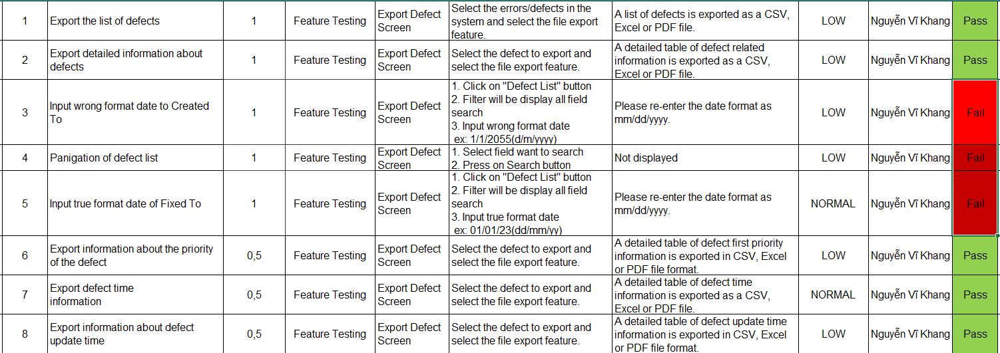 1 Export the list of defects 1 Feature Testing Export Defect Screen Select the errors/defects in the system and select the file export feature. A list of defects is exported as a CSV, Excel or PDF file. LOW Nguyễn Vĩ Khang Pass
2 Export detailed information about defects 1 Feature Testing Export Defect Screen Select the defect to export and select the file export feature. A detailed table of defect related information is exported as a CSV, Excel or PDF file. LOW Nguyễn Vĩ Khang Pass
3 Input wrong format date to Created To 1 Feature Testing Export Defect Screen 1. Click on "Defect List" button 2. Filter will be display all field search 3. Input wrong format date ex: 1/1/2055(d/m/yyyy) Please re-enter the date format as mm/dd/yyyy. LOW Nguyễn Vĩ Khang Fail
4 Panigation of defect list 1 Feature Testing Export Defect Screen 1. Select field want to search 2. Press on Search button Not displayed LOW Nguyễn Vĩ Khang Fail
5 Input true format date of Fixed To 1 Feature Testing Export Defect Screen 1. Click on "Defect List" button 2. Filter will be display all field search 3. Input true format date ex: 01/01/23(dd/mm/yy) Please re-enter the date format as mm/dd/yyyy. NORMAL Nguyễn Vĩ Khang Fail
6 Export information about the priority of the defect 0,5 Feature Testing Export Defect Screen Select the defect to export and select the file export feature. A detailed table of defect first priority information is exported in CSV, Excel or PDF file format. LOW Nguyễn Vĩ Khang Pass
7 Export defect time information 0,5 Feature Testing Export Defect Screen Select the defect to export and select the file export feature. A detailed table of defect time information is exported as a CSV, Excel or PDF file. NORMAL Nguyễn Vĩ Khang Pass
8 Export information about defect update time 0,5 Feature Testing Export Defect Screen Select the defect to export and select the file export feature. A detailed table of defect update time information is exported in CSV, Excel or PDF file format. LOW Nguyễn Vĩ Khang Pass